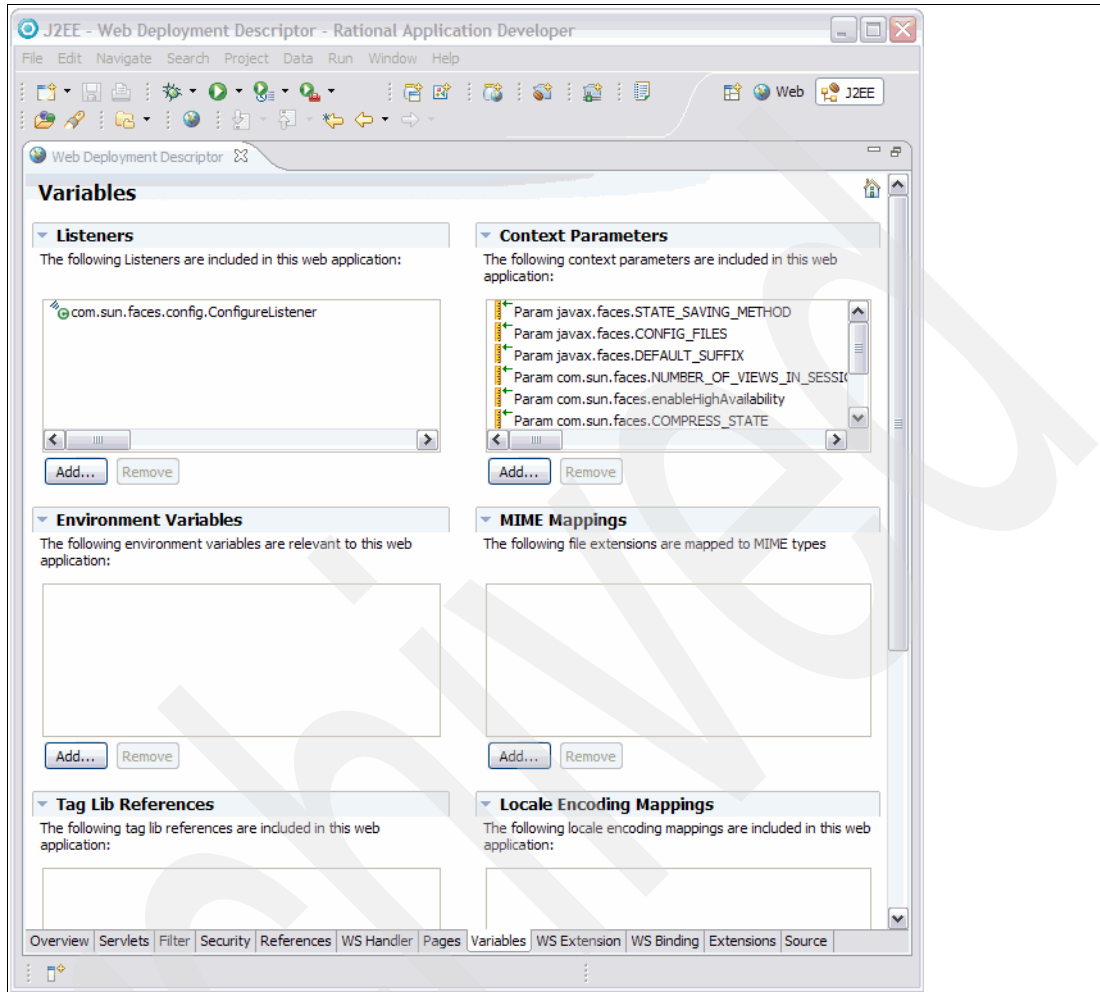 J2EE - Web Deployment Descriptor - Rational Application Developer
File Edit Navigate Search Project Data Run Window Help
Web J2EE
Web Deployment Descriptor
Variables
Listeners
The following Listeners are included in this web application:
com.sun.faces.config.ConfigureListener
Add... Remove
Context Parameters
The following context parameters are included in this web
application:
Param javax.faces.STATE_SAVING_METHOD
Param javax.faces.CONFIG_FILES
Param javax.faces.DEFAULT_SUFFIX
Param com.sun.faces.NUMBER_OF_VIEWS_IN_SESSI
Param com.sun.faces.enableHighAvailability
Param com.sun.faces.COMPRESS_STATE
Add... Remove
Environment Variables
The following environment variables are relevant to this web
application:
Add... Remove
MIME Mappings
The following file extensions are mapped to MIME types
Add... Remove
Tag Lib References
The following tag lib references are included in this web
application:
Locale Encoding Mappings
The following locale encoding mappings are included in this web
application:
Overview Servlets Filter Security References WS Handler Pages Variables WS Extension WS Binding Extensions Source